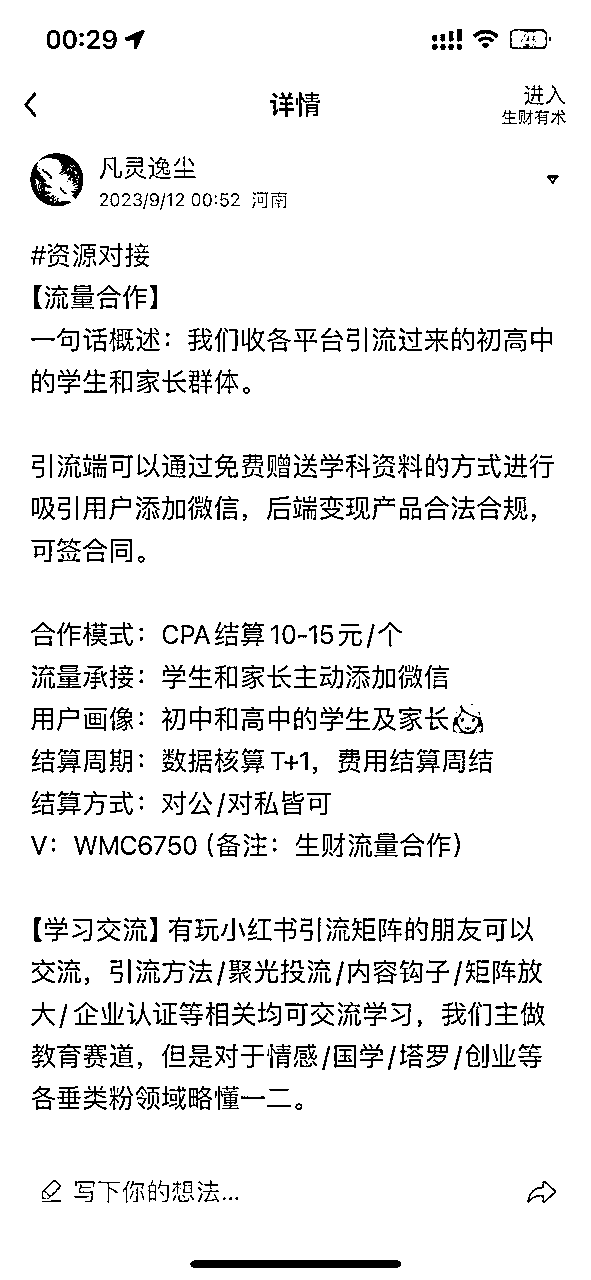 00:29
详情
进入
生财有术
凡灵逸尘
2023/9/12 00:52 河南
#资源对接
【流量合作】
一句话概述：我们收各平台引流过来的初高中
的学生和家长群体。
引流端可以通过免费赠送学科资料的方式进行
吸引用户添加微信，后端变现产品合法合规，
可签合同。
合作模式：CPA结算10-15元/个
流量承接：学生和家长主动添加微信
用户画像：初中和高中的学生及家长
结算周期：数据核算T+1，费用结算周结
结算方式：对公/对私皆可
V：WMC6750（备注：生财流量合作）
【学习交流】有玩小红书引流矩阵的朋友可以
交流，引流方法/聚光投流/内容钩子/矩阵放
大/企业认证等相关均可交流学习，我们主做
教育赛道，但是对于情感/国学/塔罗/创业等
各垂类粉领域略懂一二。
写下你的想法...